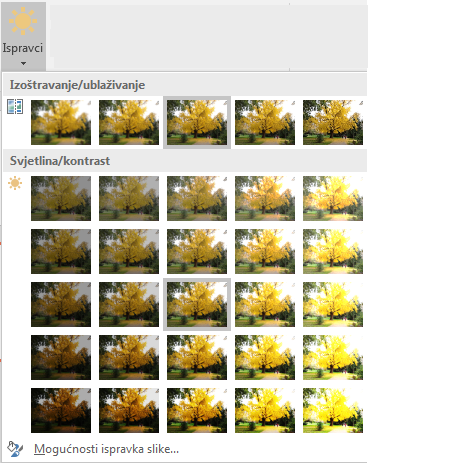 Ispravci
Izoštravanje/ublaživanje
Svjetlina/kontrast
Mogućnosti ispravka slike...